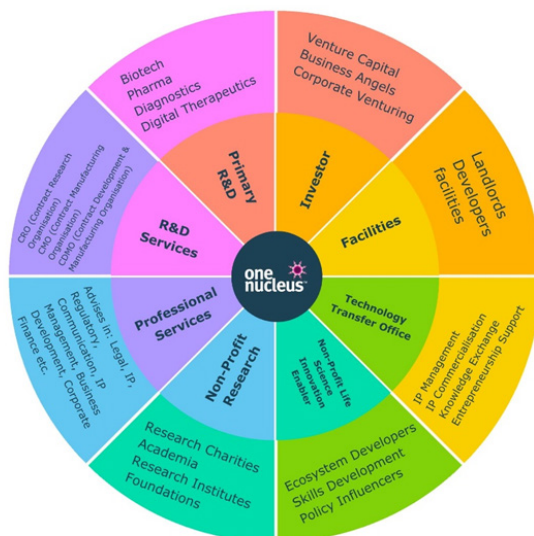 Biotech
Pharma
Diagnostics
Digital Therapeutics
Primary
R&D
Venture Capital
Business Angels
Corporate Venturing
Investor
Landlords
Developers
facilities
Facilities
IP Management
IP Commercialisation
Knowledge Exchange
Entrepreneurship Support
Technology
Transfer Office
Ecosystem Developers
Skills Development
Policy Influencers
Non-Profit Life
Science
Innovation
Enabler
Research Charities
Academia
Research Institutes
Foundations
Non-Profit
Research
Advises in: Legal, IP,
Regulatory,
Communication, IP
Management, Business
Development, Corporate
Finance etc.
Professional
Services
CRO (Contract Research
Organisation)
CMO (Contract Manufacturing
Organisation)
CDMO (Contract Development &
Manufacturing Organisation)
R&D
Services
one
nucleus